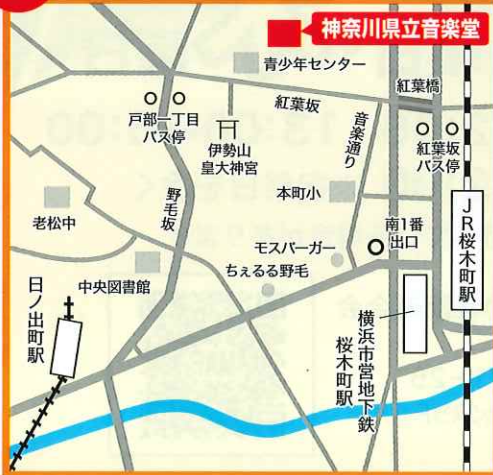 神奈川県立音楽堂
青少年センター
紅葉橋
戸部一丁目
バス停
紅葉坂
音楽通り
伊勢山
皇大神宮
紅葉坂
バス停
本町小
野毛坂
老松中
南1番
出口
JR桜木町駅
モスバーガー
中央図書館
ちぇるる野毛
日ノ出町駅
横浜市営地下鉄
桜木町駅